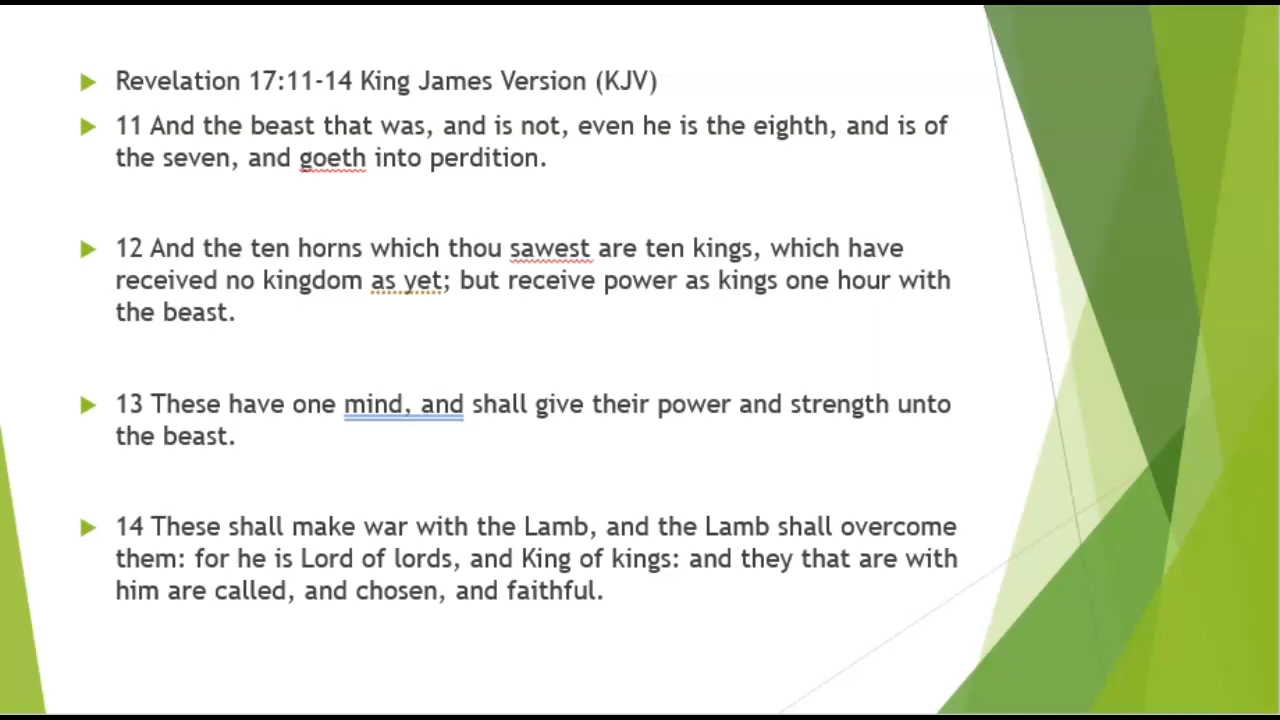 Revelation 17:11-14 King James Version (KJV)
11 And the beast that was, and is not, even he is the eighth, and is of
the seven, and goeth into perdition.
12 And the ten horns which thou sawest are ten kings, which have
received no kingdom as yet; but receive power as kings one hour with
the beast.
13 These have one mind, and shall give their power and strength unto
the beast.
14 These shall make war with the Lamb, and the Lamb shall overcome
them: for he is Lord of lords, and King of kings: and they that are with
him are called, and chosen, and faithful.